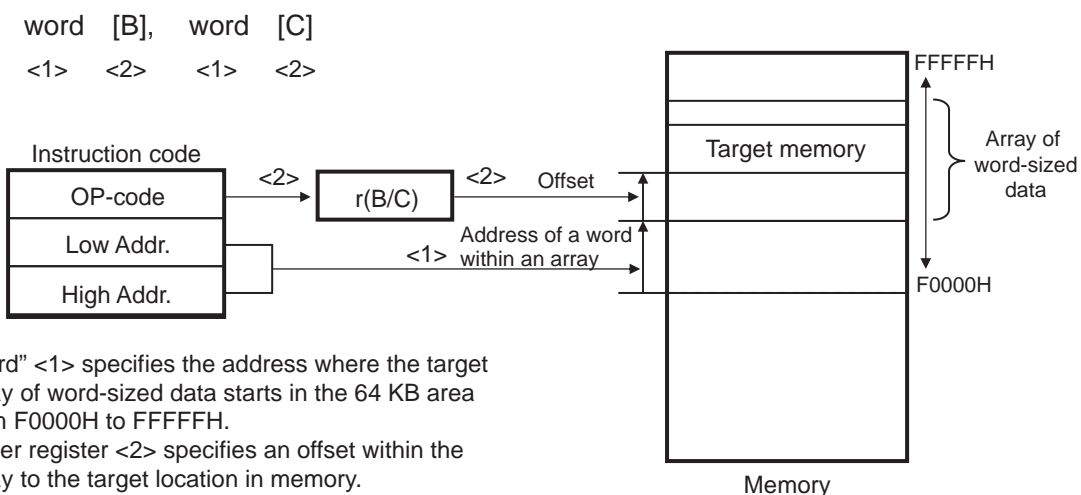 word [B], word [C]
<1> <2> <1> <2>
Instruction code
OP-code
Low Addr.
High Addr.
<2>
r(B/C)
<2>
Offset
<1>
Address of a word
within an array
FFFFFH
Target memory
Array of
word-sized
data
F0000H
Memory
rd” <1> specifies the address where the target
y of word-sized data starts in the 64 KB area
F0000H to FFFFFH.
er register <2> specifies an offset within the
y to the target location in memory.